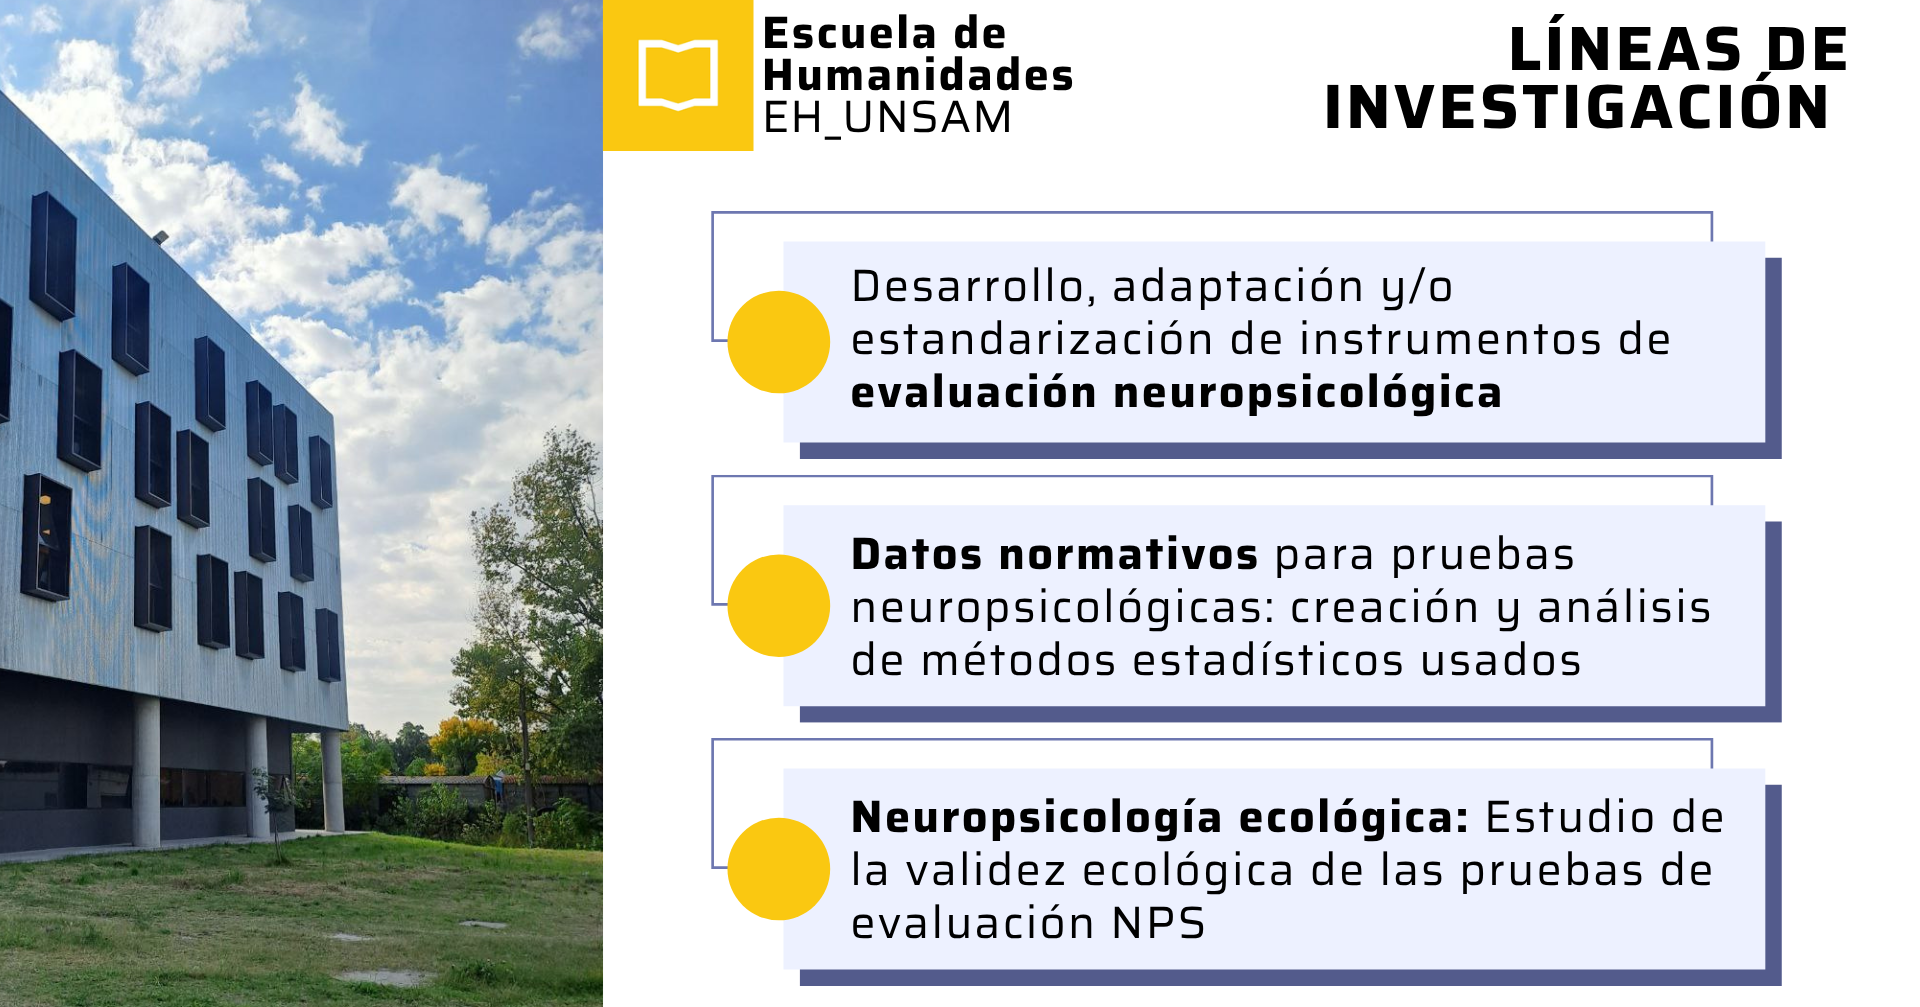 Escuela de
Humanidades
EH_UNSAM
LÍNEAS DE
INVESTIGACIÓN
Desarrollo, adaptación y/o
estandarización de instrumentos de
evaluación neuropsicológica
Datos normativos para pruebas
neuropsicológicas: creación y análisis
de métodos estadísticos usados
Neuropsicología ecológica: Estudio de
la validez ecológica de las pruebas de
evaluación NPS